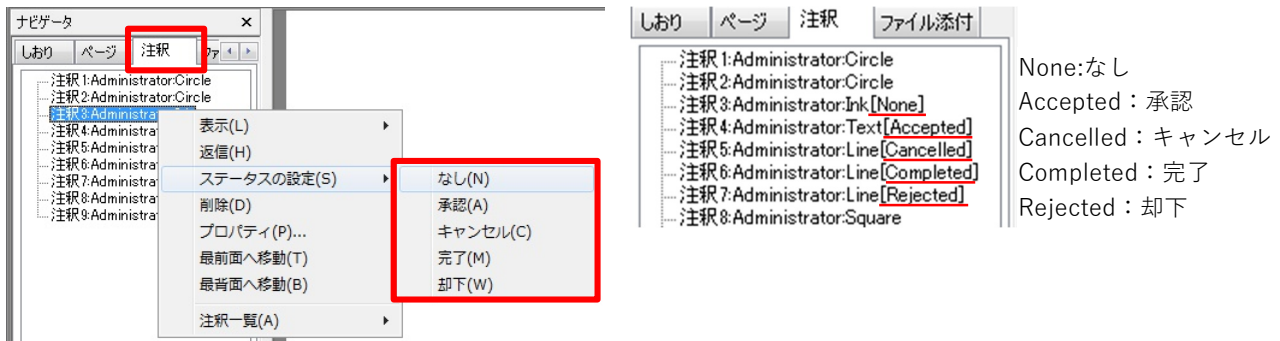 ナビゲータ
しおり ページ 注釈
注釈1:Administrator:Circle
注釈2:Administrator:Circle
注釈3:Administra
注釈4:Administra
注釈5:Administra
注釈6:Administra
注釈7:Administra
注釈8:Administra
注釈9:Administra
表示(L)
返信(H)
ステータスの設定(S)
削除(D)
プロパティ(P)...
最前面へ移動(T)
最背面へ移動(B)
注釈一覧(A)
なし(N)
承認(A)
キャンセル(C)
完了(M)
却下(W)
しおり ページ 注釈 ファイル添付
注釈1:Administrator:Circle
注釈2:Administrator:Circle
注釈3:Administrator:Ink[None]
注釈4:Administrator:Text[Accepted]
注釈5:Administrator:Line[Cancelled]
注釈6:Administrator:Line[Completed]
注釈7:Administrator:Line[Rejected]
注釈8:Administrator:Square
None:なし
Accepted：承認
Cancelled：キャンセル
Completed：完了
Rejected：却下